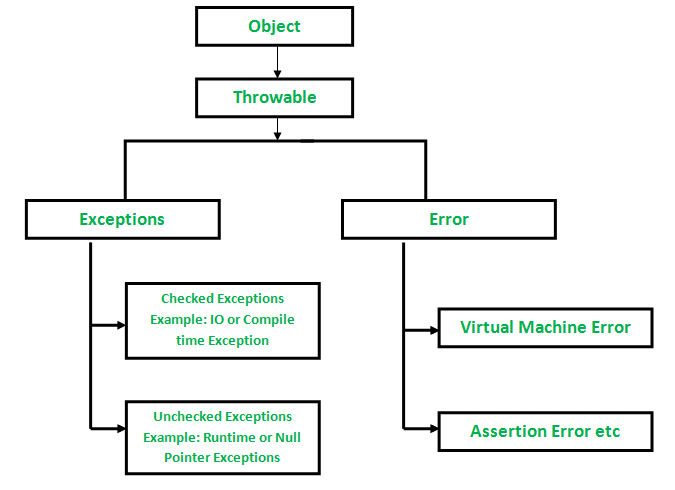 Object
Throwable
Exceptions
Error
Checked Exceptions
Example: IO or Compile
time Exception
Virtual Machine Error
Unchecked Exceptions
Example: Runtime or Null
Pointer Exceptions
Assertion Error etc